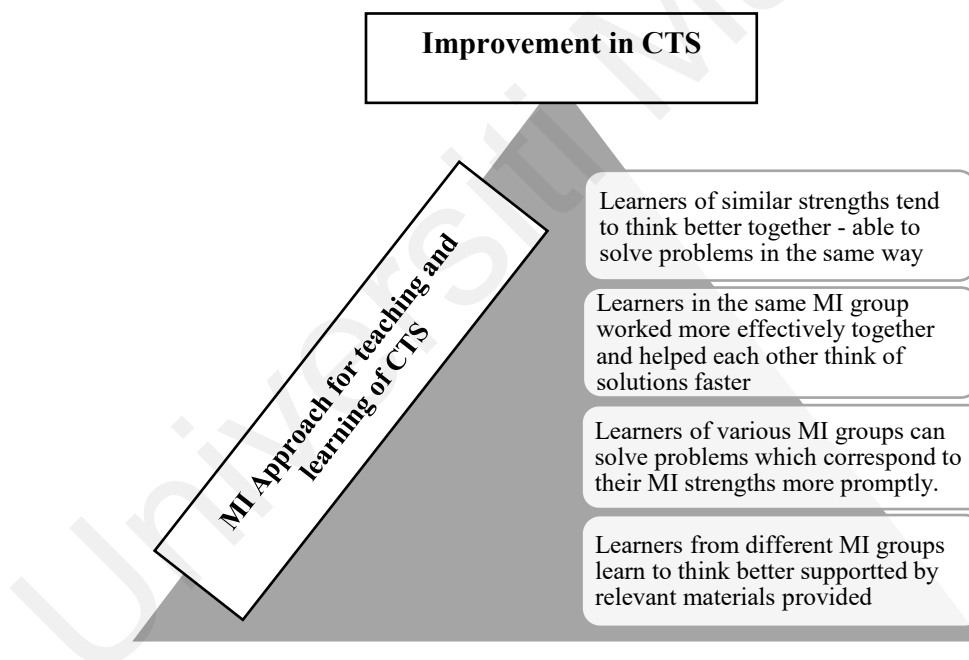 Improvement in CTS
MI Approach for teaching and
learning of CTS
Learners of similar strengths tend
to think better together - able to
solve problems in the same way
Learners in the same MI group
worked more effectively together
and helped each other think of
solutions faster
Learners of various MI groups can
solve problems which correspond to
their MI strengths more promptly.
Learners from different MI groups
learn to think better supportted by
relevant materials provided
Universiti M